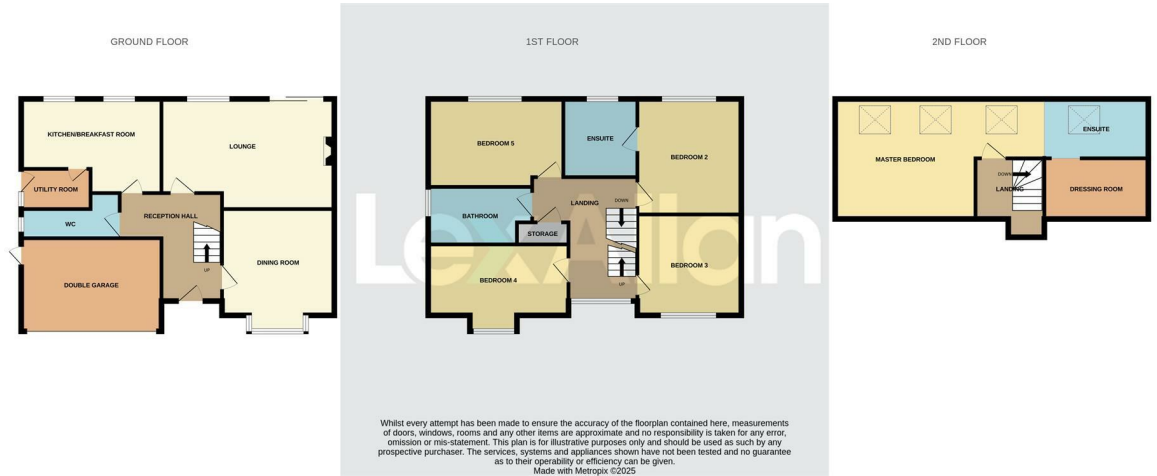 GROUND FLOOR
1ST FLOOR
2ND FLOOR
KITCHEN/BREAKFAST ROOM
LOUNGE
UTILITY ROOM
WC
RECEPTION HALL
UP
DINING ROOM
DOUBLE GARAGE
BEDROOM 5
ENSUITE
BEDROOM 2
BATHROOM
LANDING
DOWN
STORAGE
BEDROOM 4
UP
BEDROOM 3
MASTER BEDROOM
ENSUITE
DOWN
LANDING
DRESSING ROOM
LexAllan
Whilst every attempt has been made to ensure the accuracy of the floorplan contained here, measurements
of doors, windows, rooms and any other items are approximate and no responsibility is taken for any error,
omission or mis-statement. This plan is for illustrative purposes only and should be used as such by any
prospective purchaser. The services, systems and appliances shown have not been tested and no guarantee
as to their operability or efficiency can be given.
Made with Metropix ©2025